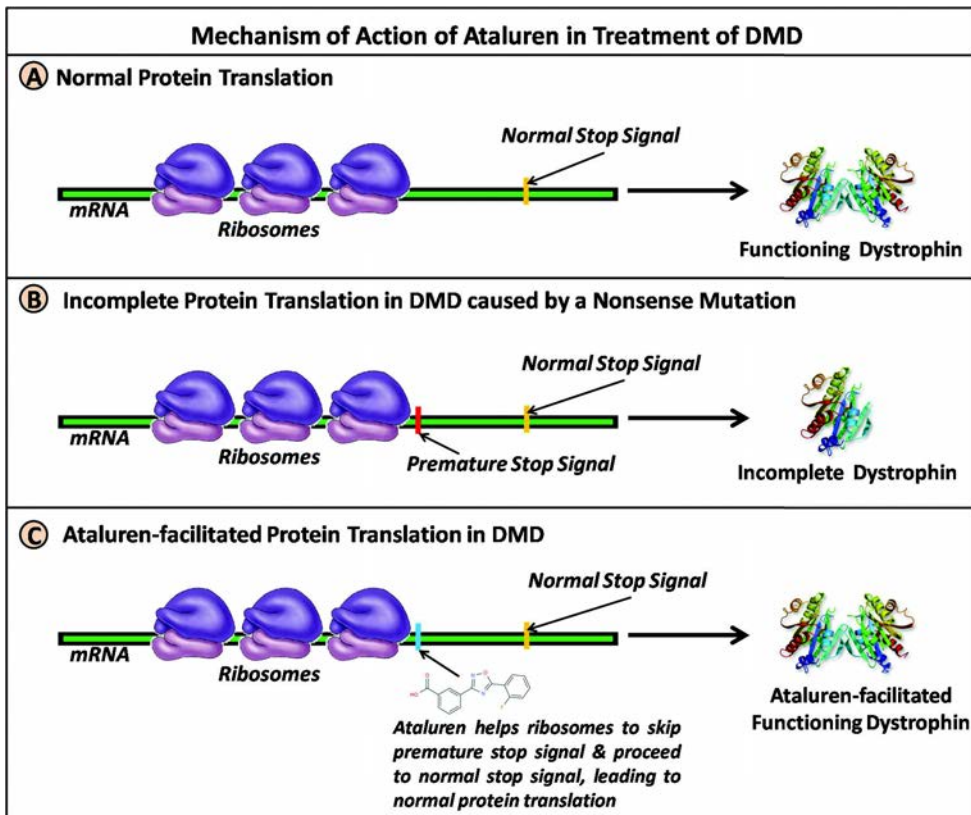 Mechanism of Action of Ataluren in Treatment of DMD
A Normal Protein Translation
Normal Stop Signal
mRNA
Ribosomes
Functioning Dystrophin
B Incomplete Protein Translation in DMD caused by a Nonsense Mutation
Normal Stop Signal
mRNA
Ribosomes
Premature Stop Signal
Incomplete Dystrophin
C Ataluren-facilitated Protein Translation in DMD
Normal Stop Signal
mRNA
Ribosomes
HO
O
N
O
N
F
Ataluren helps ribosomes to skip
premature stop signal & proceed
to normal stop signal, leading to
normal protein translation
Ataluren-facilitated
Functioning Dystrophin